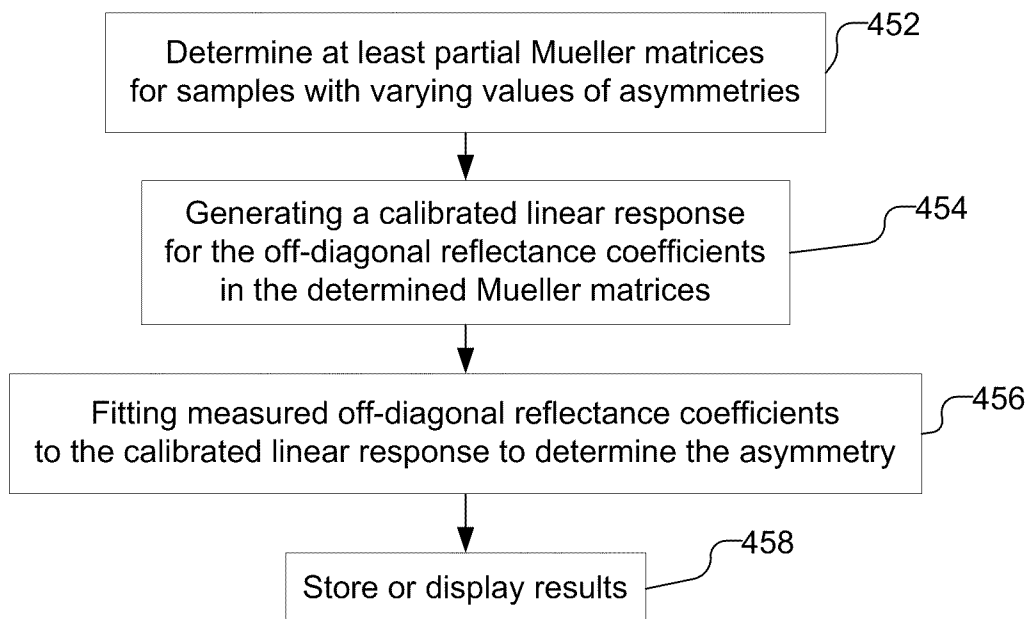 452
Determine at least partial Mueller matrices
for samples with varying values of asymmetries
454
Generating a calibrated linear response
for the off-diagonal reflectance coefficients
in the determined Mueller matrices
456
Fitting measured off-diagonal reflectance coefficients
to the calibrated linear response to determine the asymmetry
458
Store or display results